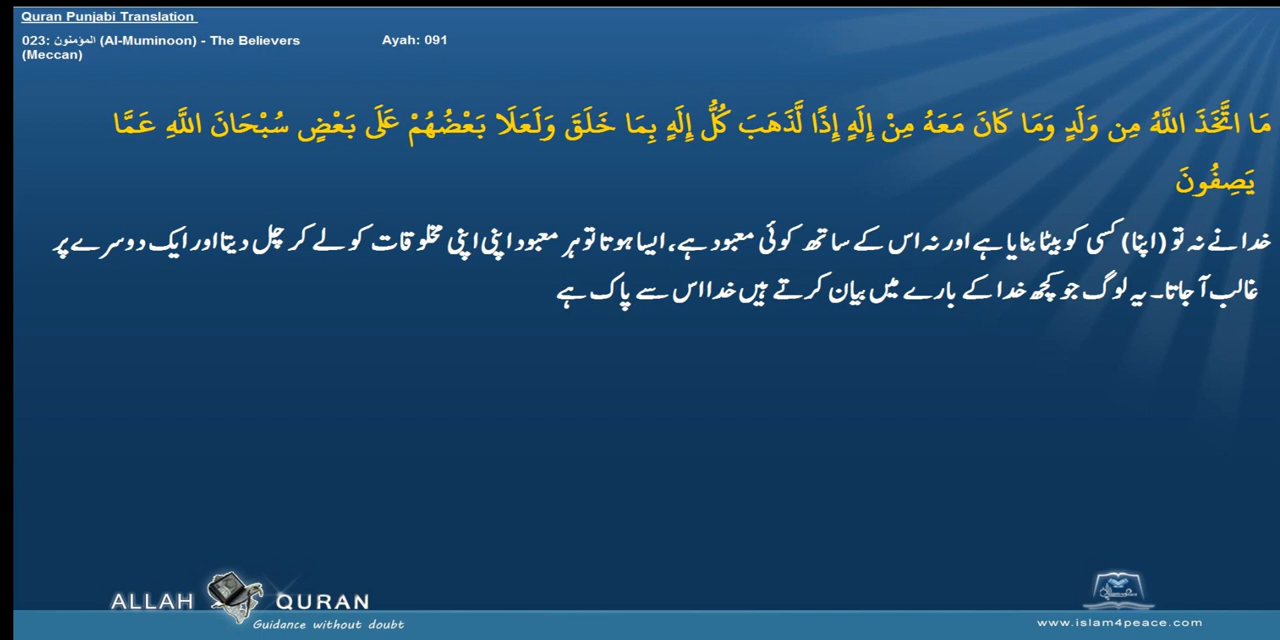 Quran Punjabi Translation
023: المؤمنون (Al-Muminoon) - The Believers
(Meccan)
Ayah: 091
مَا اتَّخَذَ اللَّهُ مِن وَلَدٍ وَمَا كَانَ مَعَهُ مِنْ إِلَهٍ إِذًا لَّذَهَبَ كُلُّ إِلَهٍ بِمَا خَلَقَ وَلَعَلَا بَعْضُهُمْ عَلَى بَعْضٍ سُبْحَانَ اللَّهِ عَمَّا
يَصِفُونَ
خدا نے نہ تو (اپنا) کسی کو بیٹا بنایا ہے اور نہ اس کے ساتھ کوئی معبود ہے، ایسا ہوتا تو ہر معبود اپنی اپنی مخلوقات کو لے کر چل دیتا اور ایک دوسرے پر
غالب آ جاتا۔ یہ لوگ جو کچھ خدا کے بارے میں بیان کرتے ہیں خدا اس سے پاک ہے
ALLAH QURAN
Guidance without doubt
www.islam4peace.com